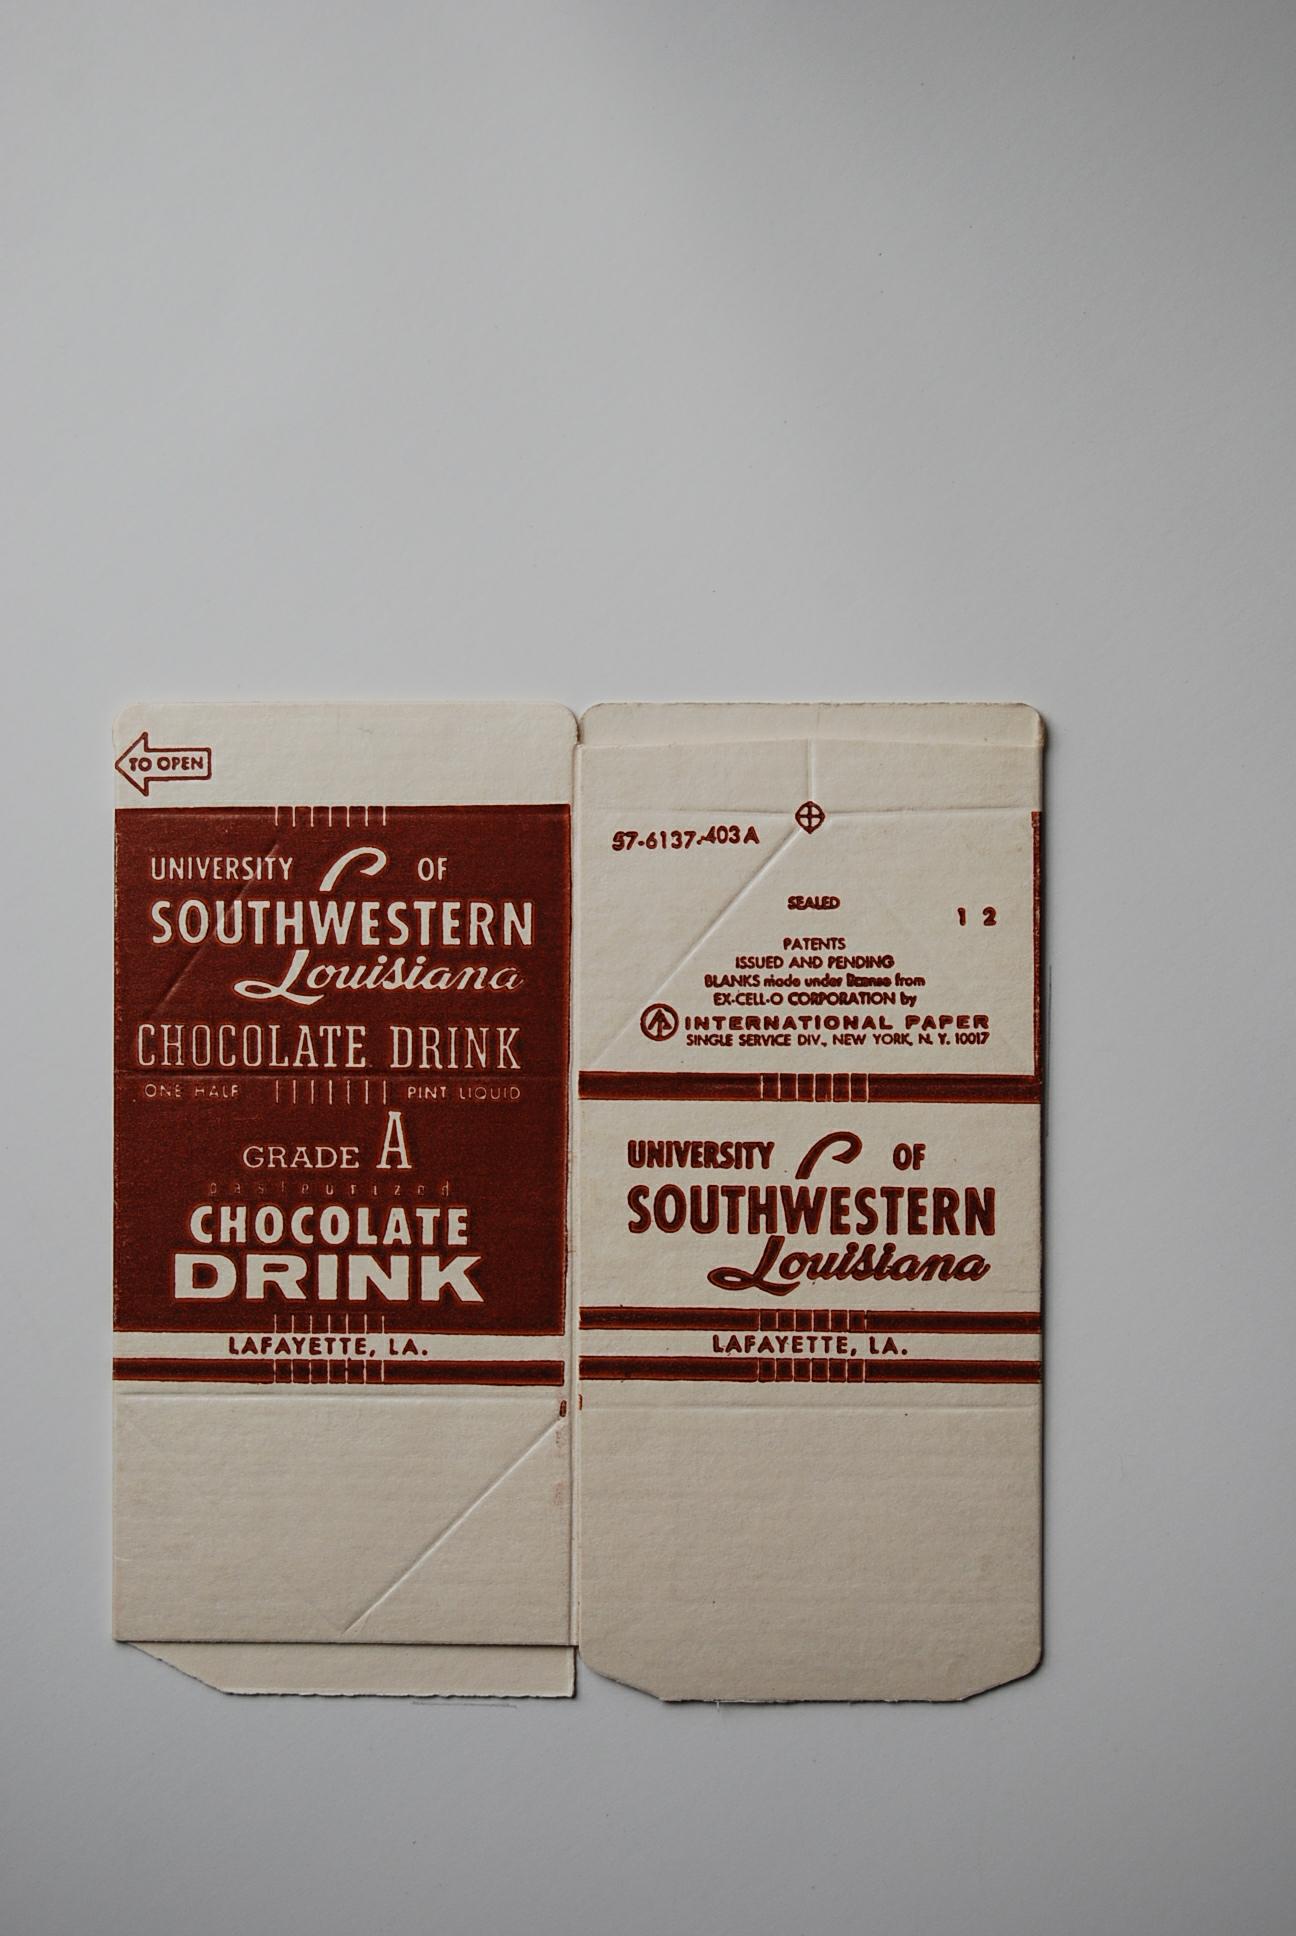 TO OPEN
UNIVERSITY OF
SOUTHWESTERN
Louisiana
CHOCOLATE DRINK
ONE HALF PINT LIQUID
GRADE A
pasteurized
CHOCOLATE
DRINK
LAFAYETTE, LA.
57-6137-403A
SEALED
1 2
PATENTS
ISSUED AND PENDING
BLANKS made under license from
EX-CELL-O CORPORATION by
INTERNATIONAL PAPER
SINGLE SERVICE DIV., NEW YORK, N. Y. 10017
UNIVERSITY OF
SOUTHWESTERN
Louisiana
LAFAYETTE, LA.